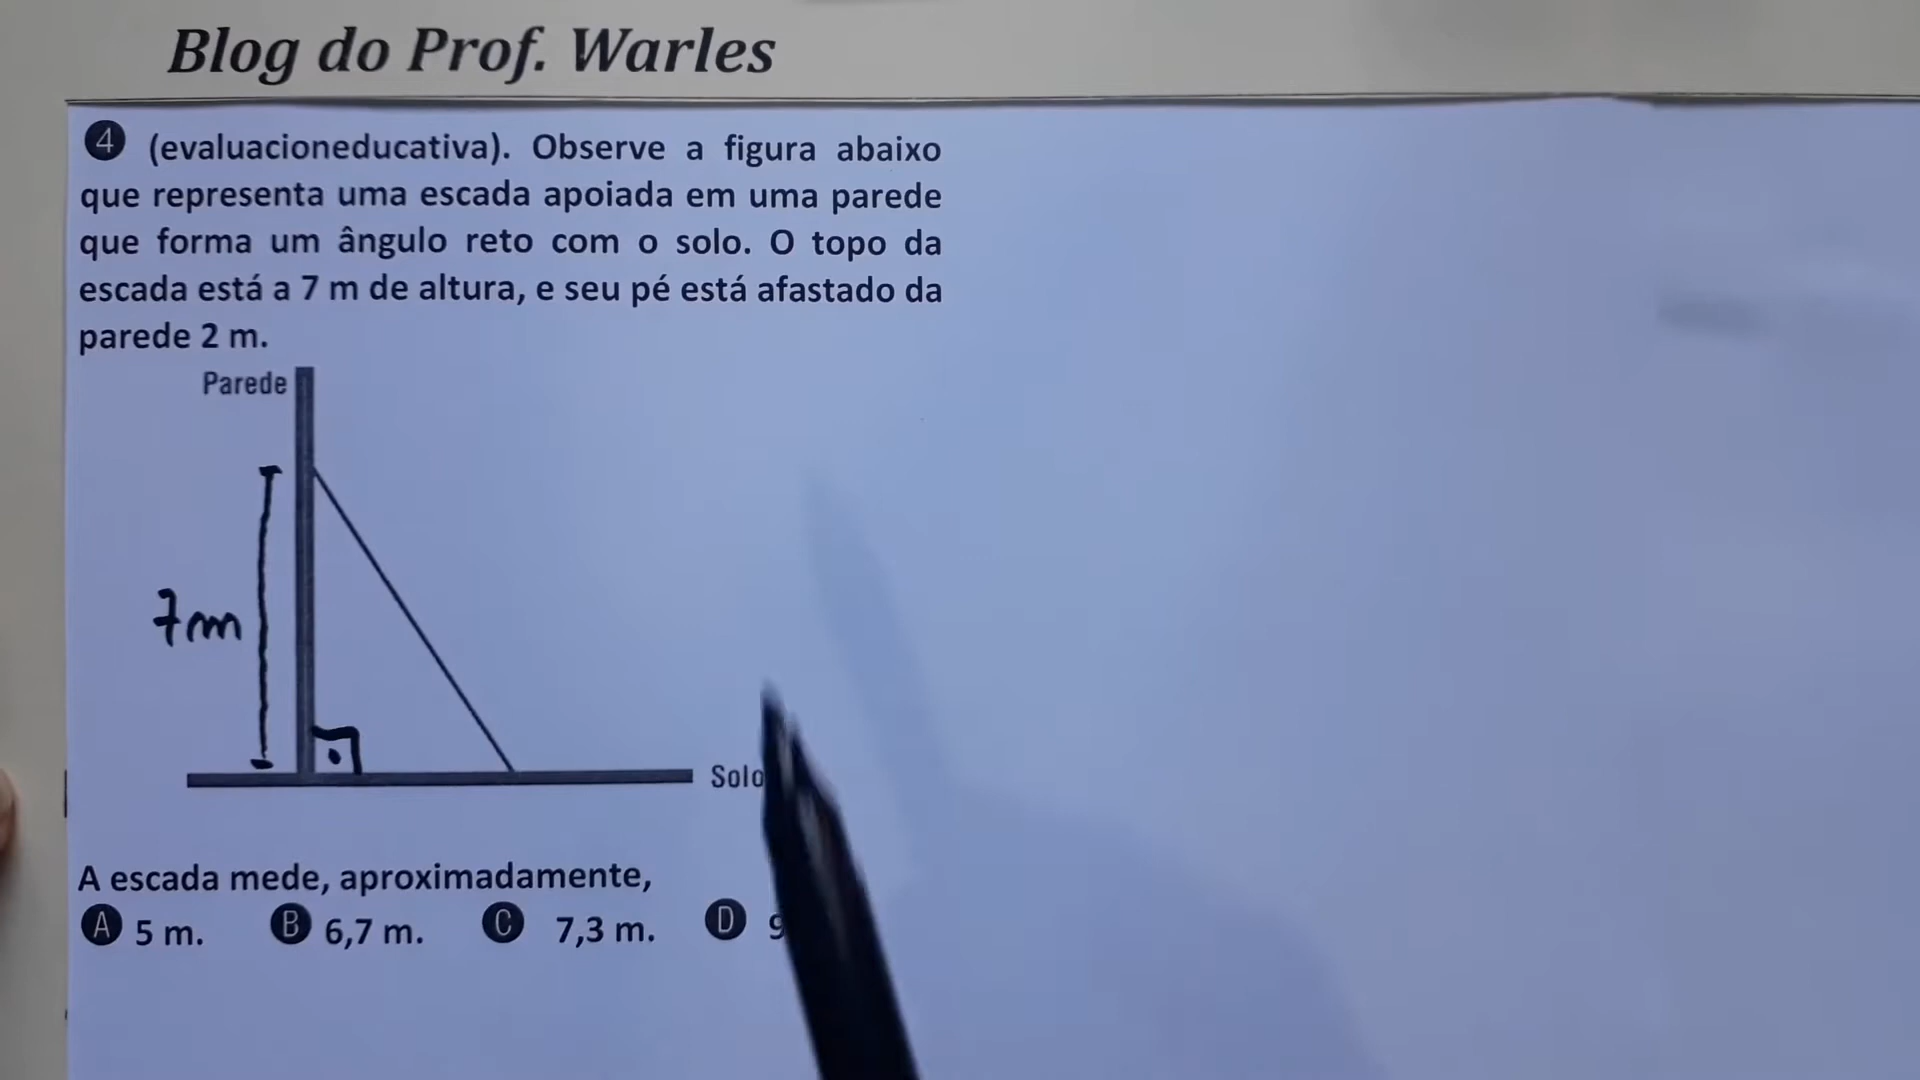 Blog do Prof. Warles
4 (evaluacioneducativa). Observe a figura abaixo
que representa uma escada apoiada em uma parede
que forma um ângulo reto com o solo. O topo da
escada está a 7 m de altura, e seu pé está afastado da
parede 2 m.
Parede
7m
Solo
A escada mede, aproximadamente,
A 5 m. B 6,7 m. C 7,3 m. D 9